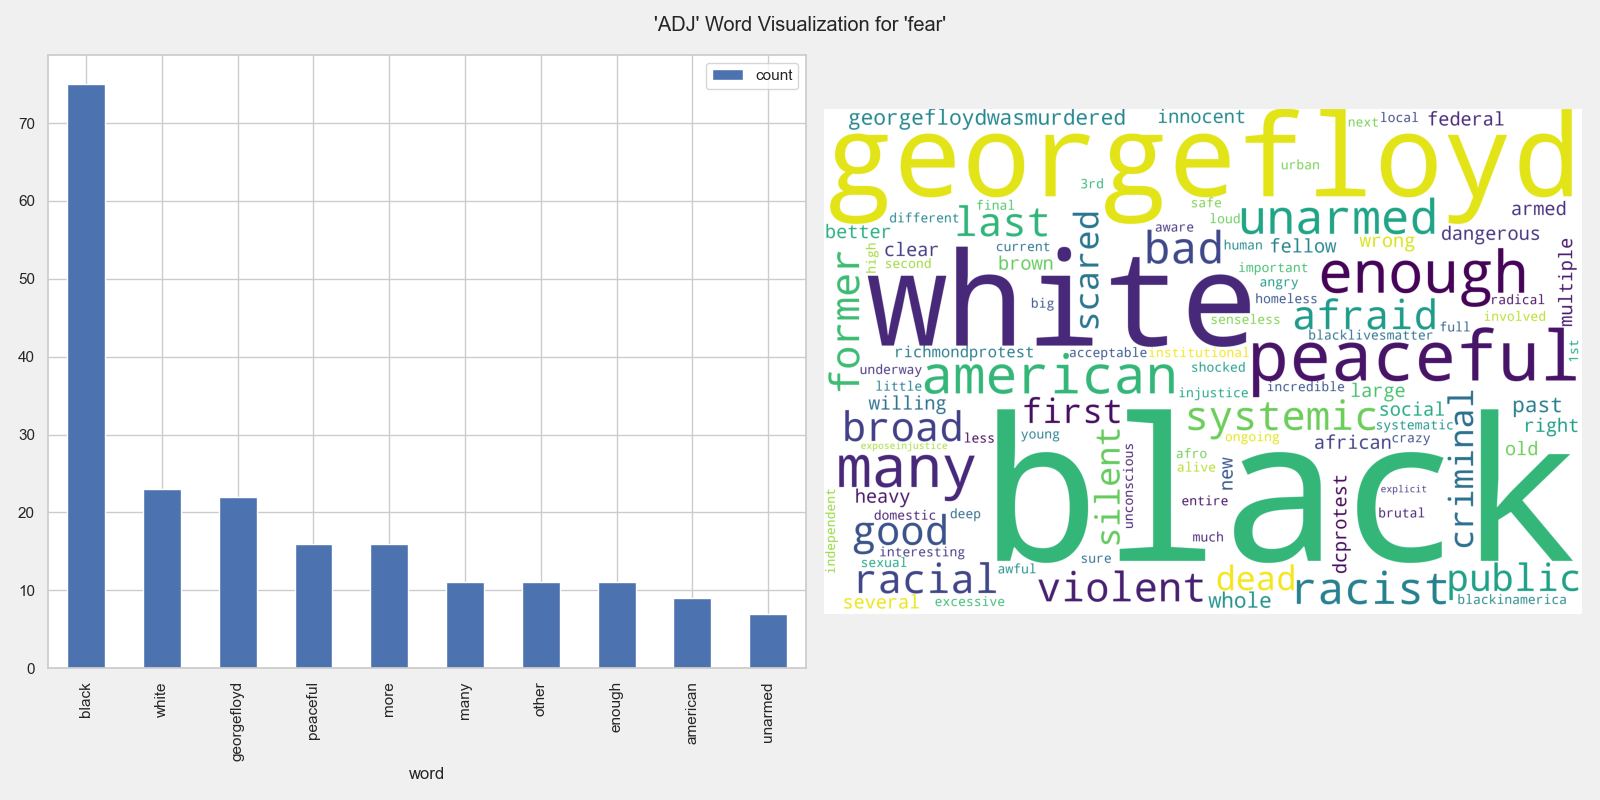 'ADJ' Word Visualization for 'fear'
count
70
60
50
40
30
20
10
0
black
white
georgefloyd
peaceful
more
many
other
enough
american
unarmed
word
georgefloydwasmurdered
innocent
next
local
federal
georgefloyd
urban
3rd
final
safe
armed
different
last
loud
unarmed
better
scared
aware
dangerous
clear
current
bad
human
fellow
wrong
high
second
brown
important
enough
multiple
former
white
big
angry
homeless
radical
senseless
afraid
involved
full
blacklivesmatter
richmondprotest
acceptable
institutional
peaceful
1st
underway
american
shocked
little
injustice
incredible
large
willing
first
systemic
social
criminal
past
broad
less
young
systematic
right
exposeinjustice
ongoing
african
crazy
old
many
silent
unconscious
afro
alive
new
black
heavy
entire
dcprotest
explicit
independent
domestic
deep
brutal
good
much
interesting
sure
sexual
awful
racial
violent
dead
racist
public
several
excessive
whole
blackinamerica